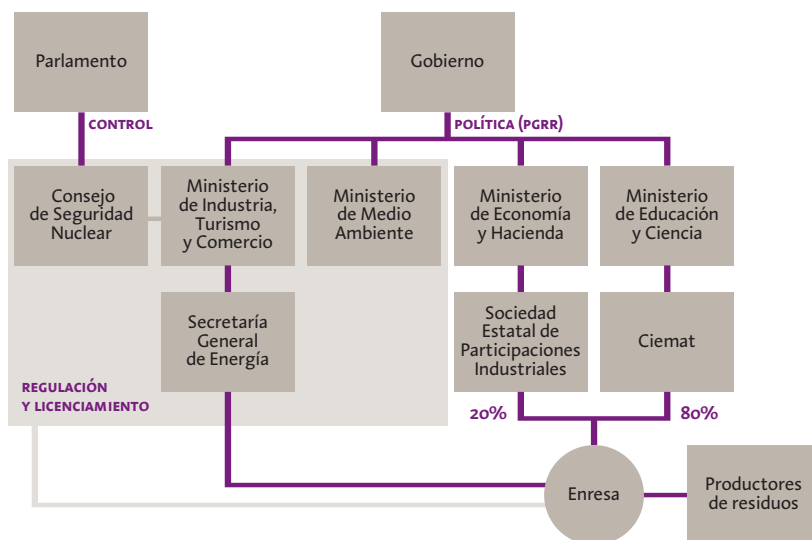 Parlamento
Gobierno
CONTROL
POLÍTICA (PGRR)
Consejo
de Seguridad
Nuclear
Ministerio
de Industria,
Turismo
y Comercio
Ministerio
de Medio
Ambiente
Ministerio
de Economía
y Hacienda
Ministerio
de Educación
y Ciencia
Secretaría
General
de Energía
Sociedad
Estatal de
Participaciones
Industriales
Ciemat
REGULACIÓN
Y LICENCIAMIENTO
20%
80%
Enresa
Productores
de residuos